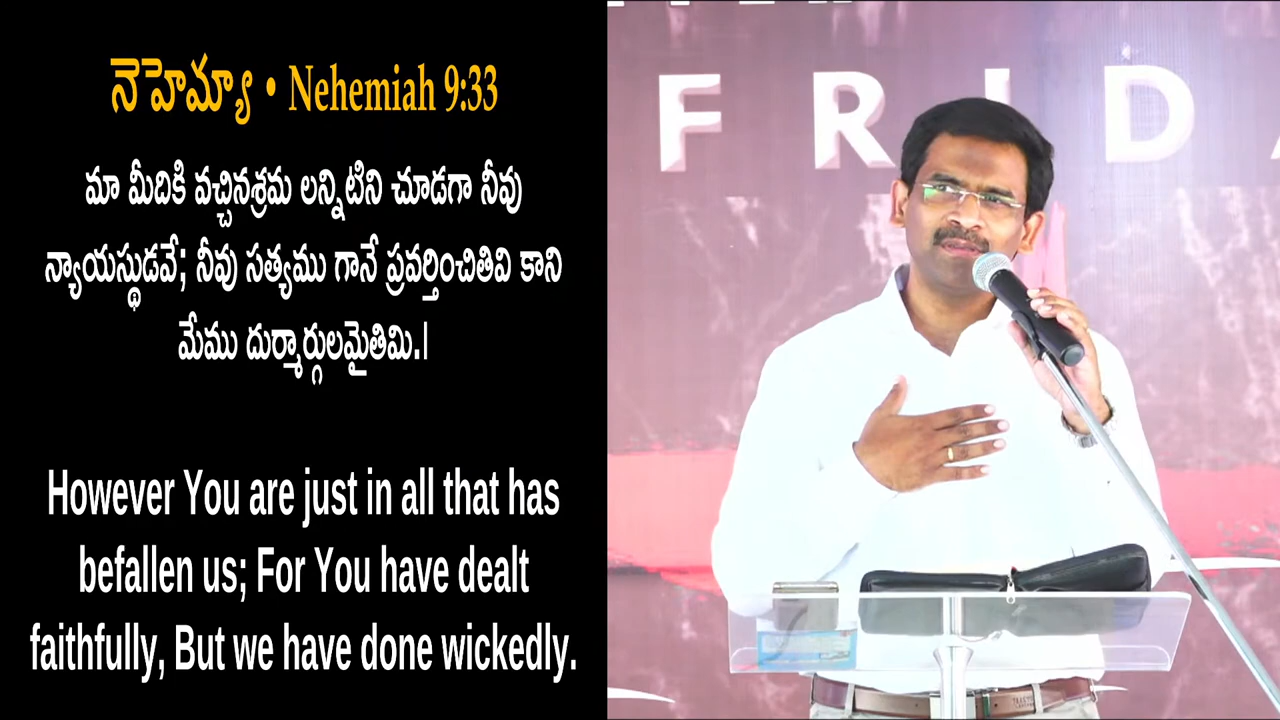 నెహెమ్యా • Nehemiah 9:33
మా మీదికి వచ్చినశ్రమ లన్నిటిని చూడగా నీవు
న్యాయస్థుడవే; నీవు సత్యము గానే ప్రవర్తించితివి కాని
మేము దుర్మార్గులమైతిమి.|
However You are just in all that has
befallen us; For You have dealt
faithfully, But we have done wickedly.
F R I D A